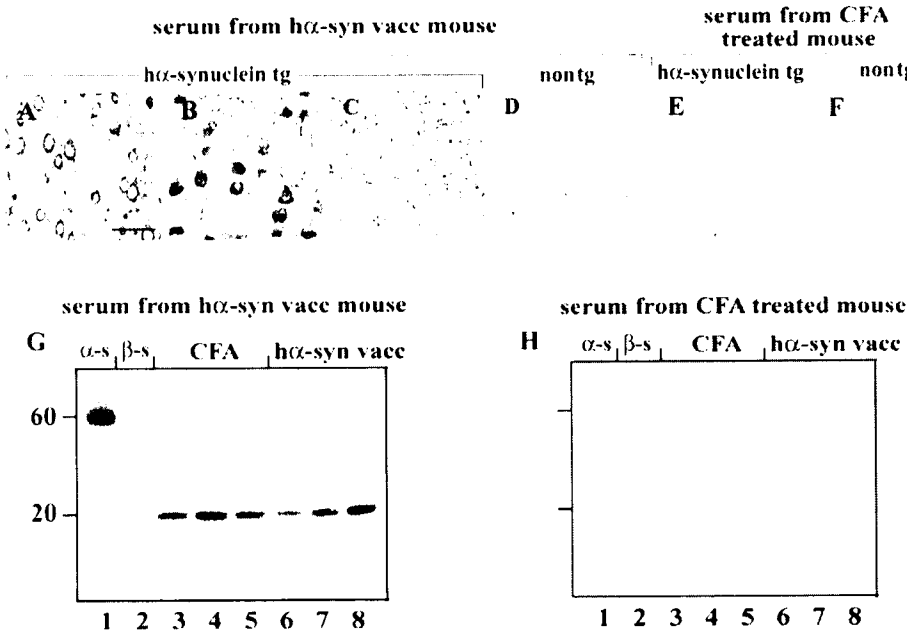 serum from hα-syn vacc mouse
serum from CFA
treated mouse
hα-synuclein tg
nontg
hα-synuclein tg
nontg
A B C D E F
serum from hα-syn vacc mouse
serum from CFA treated mouse
G α-s β-s CFA hα-syn vacc
H α-s β-s CFA hα-syn vacc
60
20
1 2 3 4 5 6 7 8
1 2 3 4 5 6 7 8